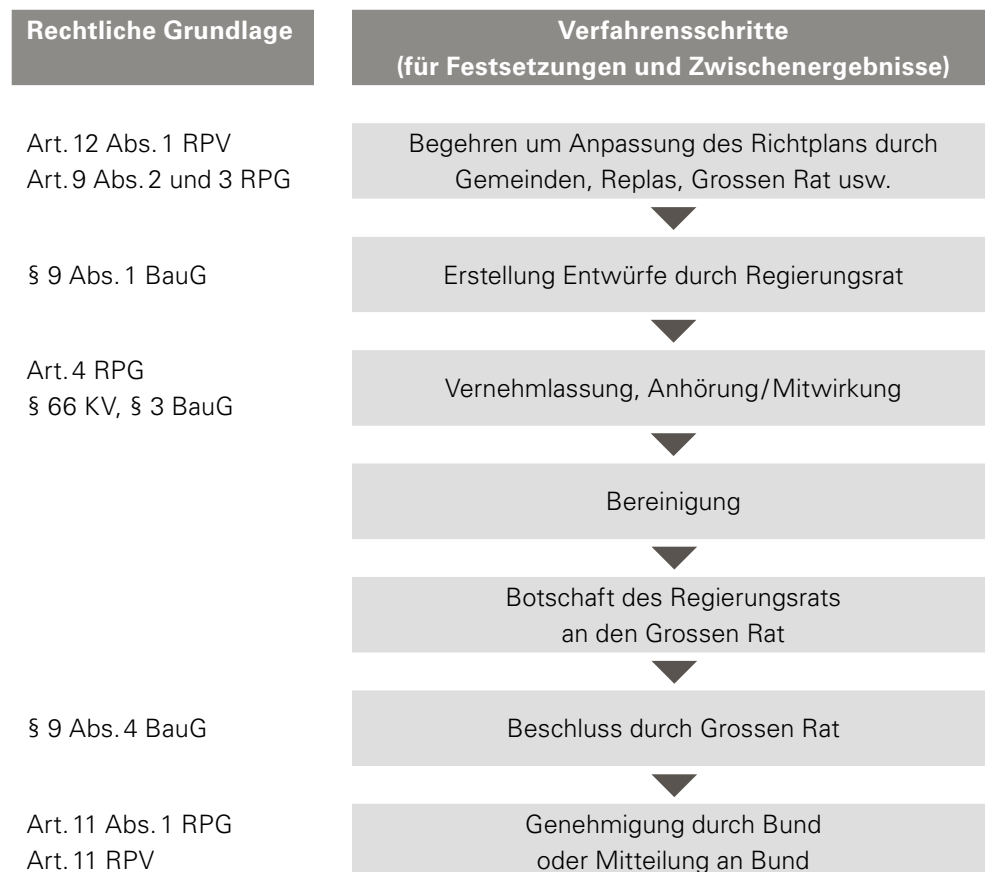 Rechtliche Grundlage
Verfahrensschritte
(für Festsetzungen und Zwischenergebnisse)
Art. 12 Abs. 1 RPV
Art. 9 Abs. 2 und 3 RPG
Begehren um Anpassung des Richtplans durch
Gemeinden, Replas, Grossen Rat usw.
§ 9 Abs. 1 BauG
Erstellung Entwürfe durch Regierungsrat
Art. 4 RPG
§ 66 KV, § 3 BauG
Vernehmlassung, Anhörung/Mitwirkung
Bereinigung
Botschaft des Regierungsrats
an den Grossen Rat
§ 9 Abs. 4 BauG
Beschluss durch Grossen Rat
Art. 11 Abs. 1 RPG
Art. 11 RPV
Genehmigung durch Bund
oder Mitteilung an Bund